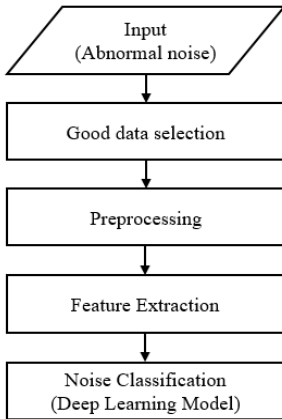 Input
(Abnormal noise)
Good data selection
Preprocessing
Feature Extraction
Noise Classification
(Deep Learning Model)